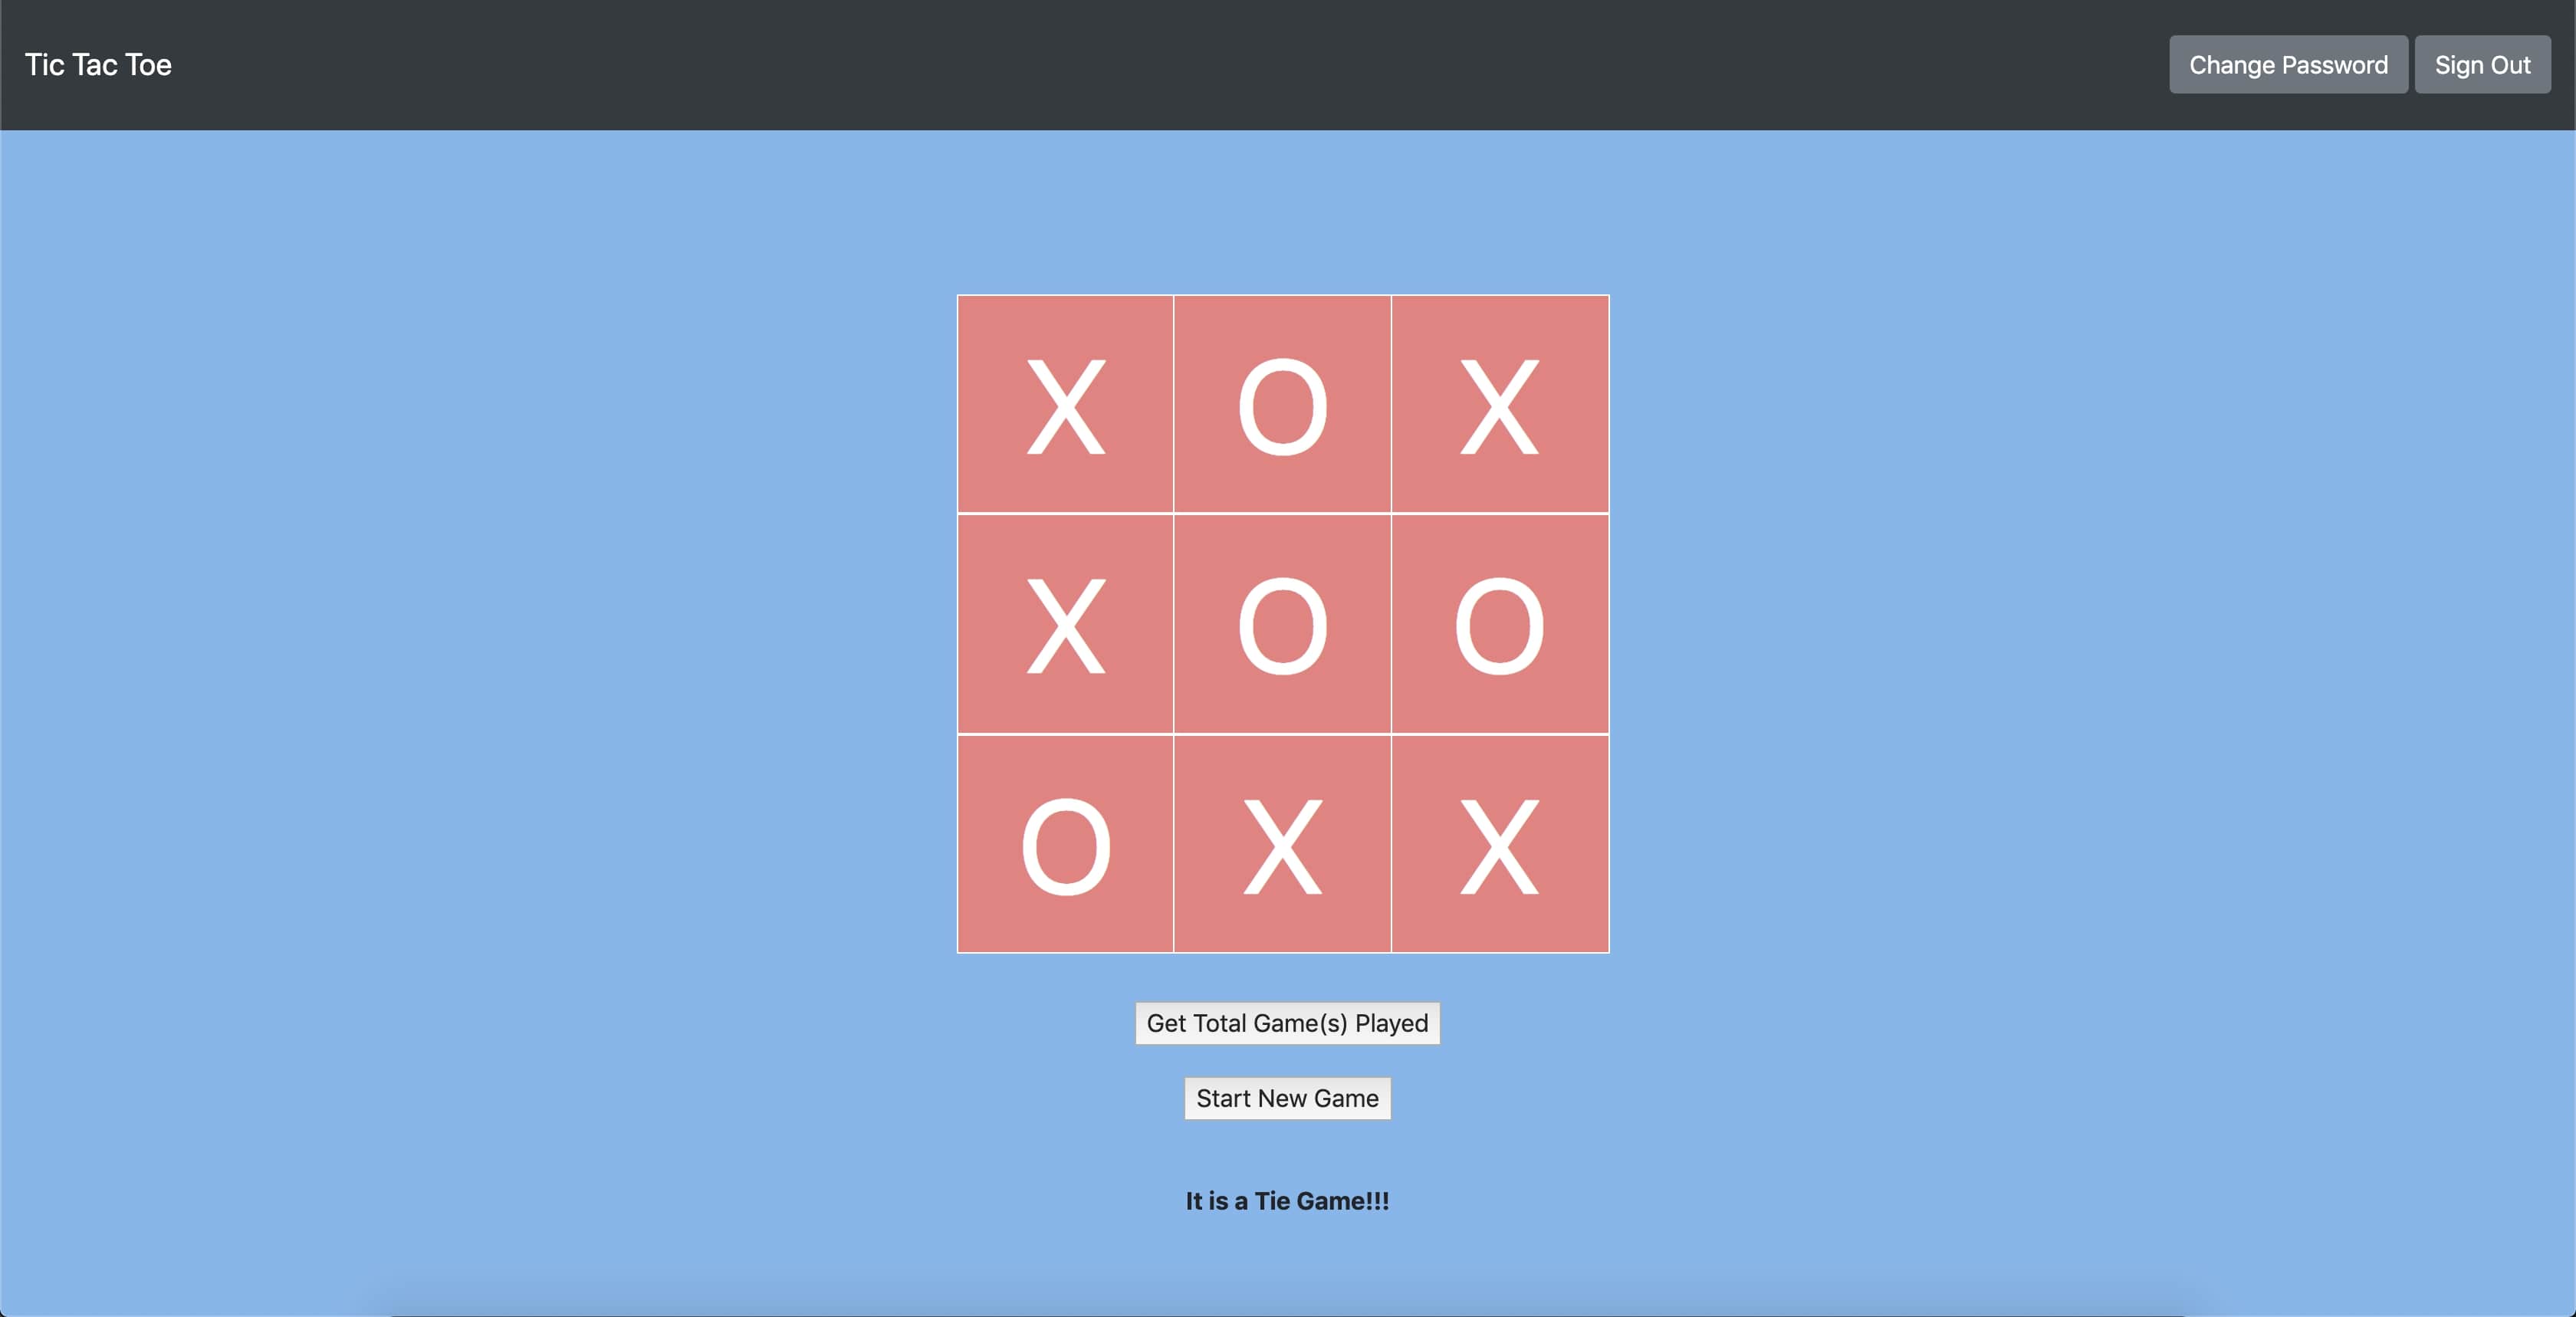 Tic Tac Toe Change Password Sign Out
X O X
X O O
O X X
Get Total Game(s) Played
Start New Game
It is a Tie Game!!!